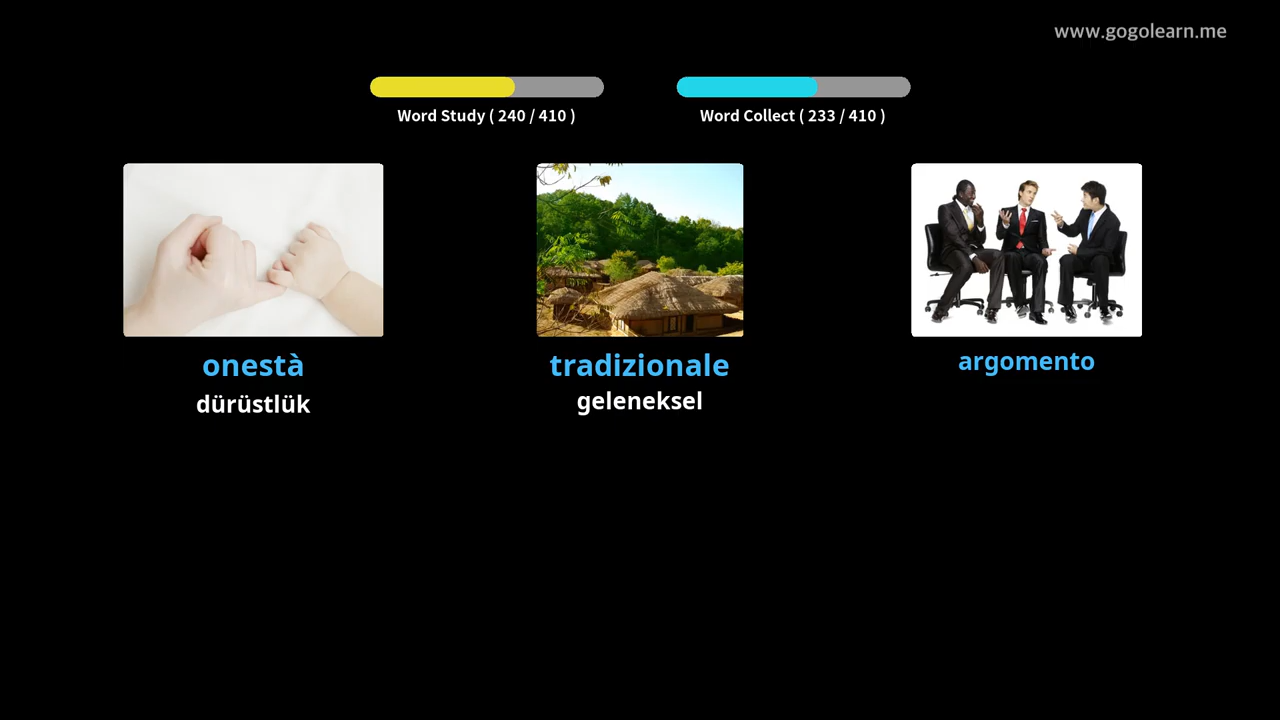 www.gogolearn.me
Word Study ( 240 / 410 )
Word Collect ( 233 / 410 )
onestà
dürüstlük
tradizionale
geleneksel
argomento